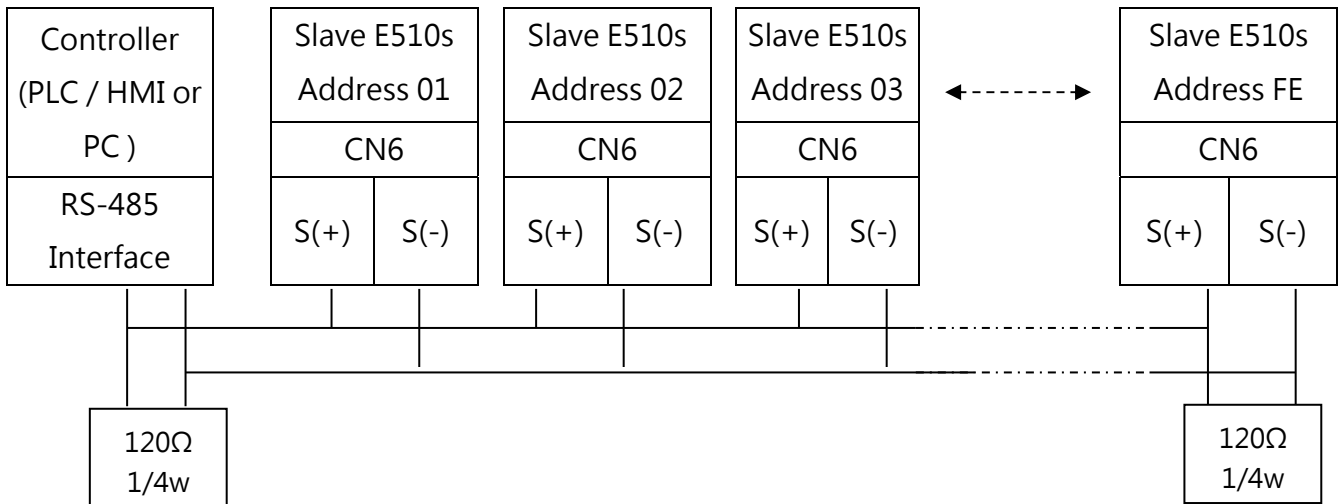 Controller
(PLC / HMI or
PC )
RS-485
Interface
Slave E510s
Address 01
CN6
S(+) S(-)
Slave E510s
Address 02
CN6
S(+) S(-)
Slave E510s
Address 03
CN6
S(+) S(-)
Slave E510s
Address FE
CN6
S(+) S(-)
120Ω
1/4w
120Ω
1/4w